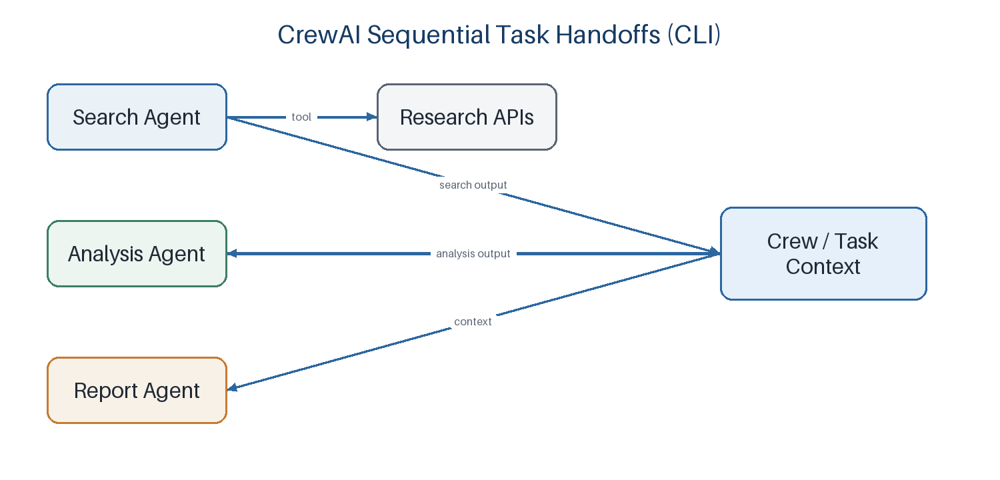 CrewAI Sequential Task Handoffs (CLI)
Search Agent
tool
Research APIs
search output
Analysis Agent
analysis output
Crew / Task
Context
context
Report Agent